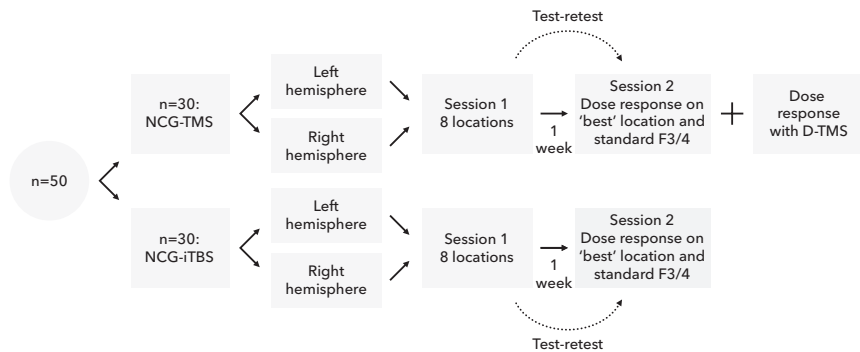 Test-retest
n=50
n=30:
NCG-TMS
Left
hemisphere
Right
hemisphere
Session 1
8 locations
1
week
Session 2
Dose response on
‘best’ location and
standard F3/4
+
Dose
response
with D-TMS
n=30:
NCG-iTBS
Left
hemisphere
Right
hemisphere
Session 1
8 locations
1
week
Session 2
Dose response on
‘best’ location and
standard F3/4
Test-retest